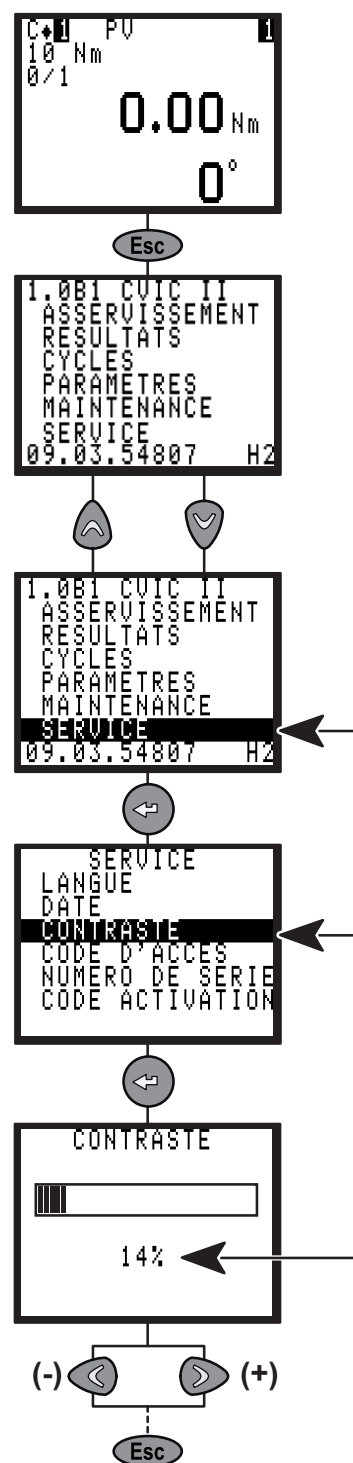 C♦1 PV 1
10 Nm
0/1
0.00 Nm
0°
Esc
1.0B1 CVIC II
ASSERVISSEMENT
RESULTATS
CYCLES
PARAMETRES
MAINTENANCE
SERVICE
09.03.54807 H2
1.0B1 CVIC II
ASSERVISSEMENT
RESULTATS
CYCLES
PARAMETRES
MAINTENANCE
SERVICE
09.03.54807 H2
SERVICE
LANGUE
DATE
CONTRASTE
CODE D'ACCES
NUMERO DE SERIE
CODE ACTIVATION
CONTRASTE
14%
(-) (+)
Esc